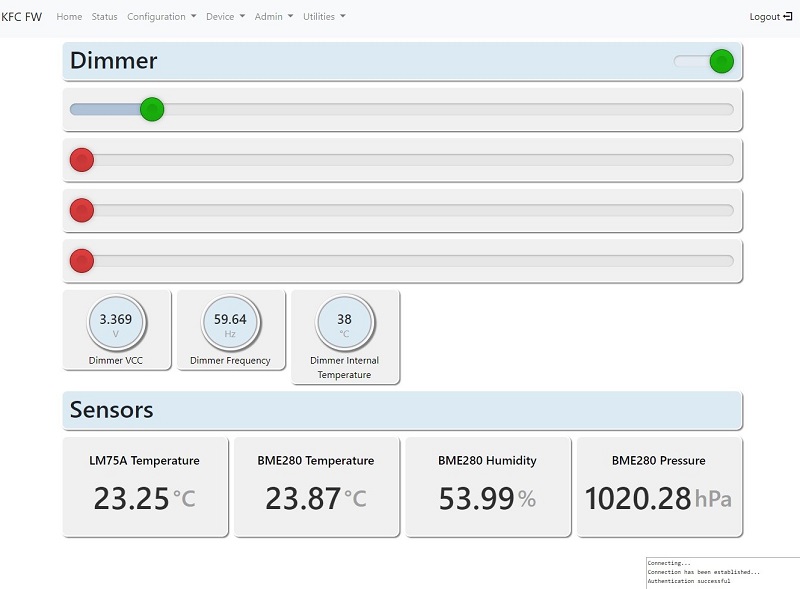 KFC FW Home Status Configuration Device Admin Utilities Logout
Dimmer
3.369
V
Dimmer VCC
59.64
Hz
Dimmer Frequency
38
°C
Dimmer Internal
Temperature
Sensors
LM75A Temperature
23.25 °C
BME280 Temperature
23.87 °C
BME280 Humidity
53.99 %
BME280 Pressure
1020.28 hPa
Connecting...
Connection has been established...
Authentication successful